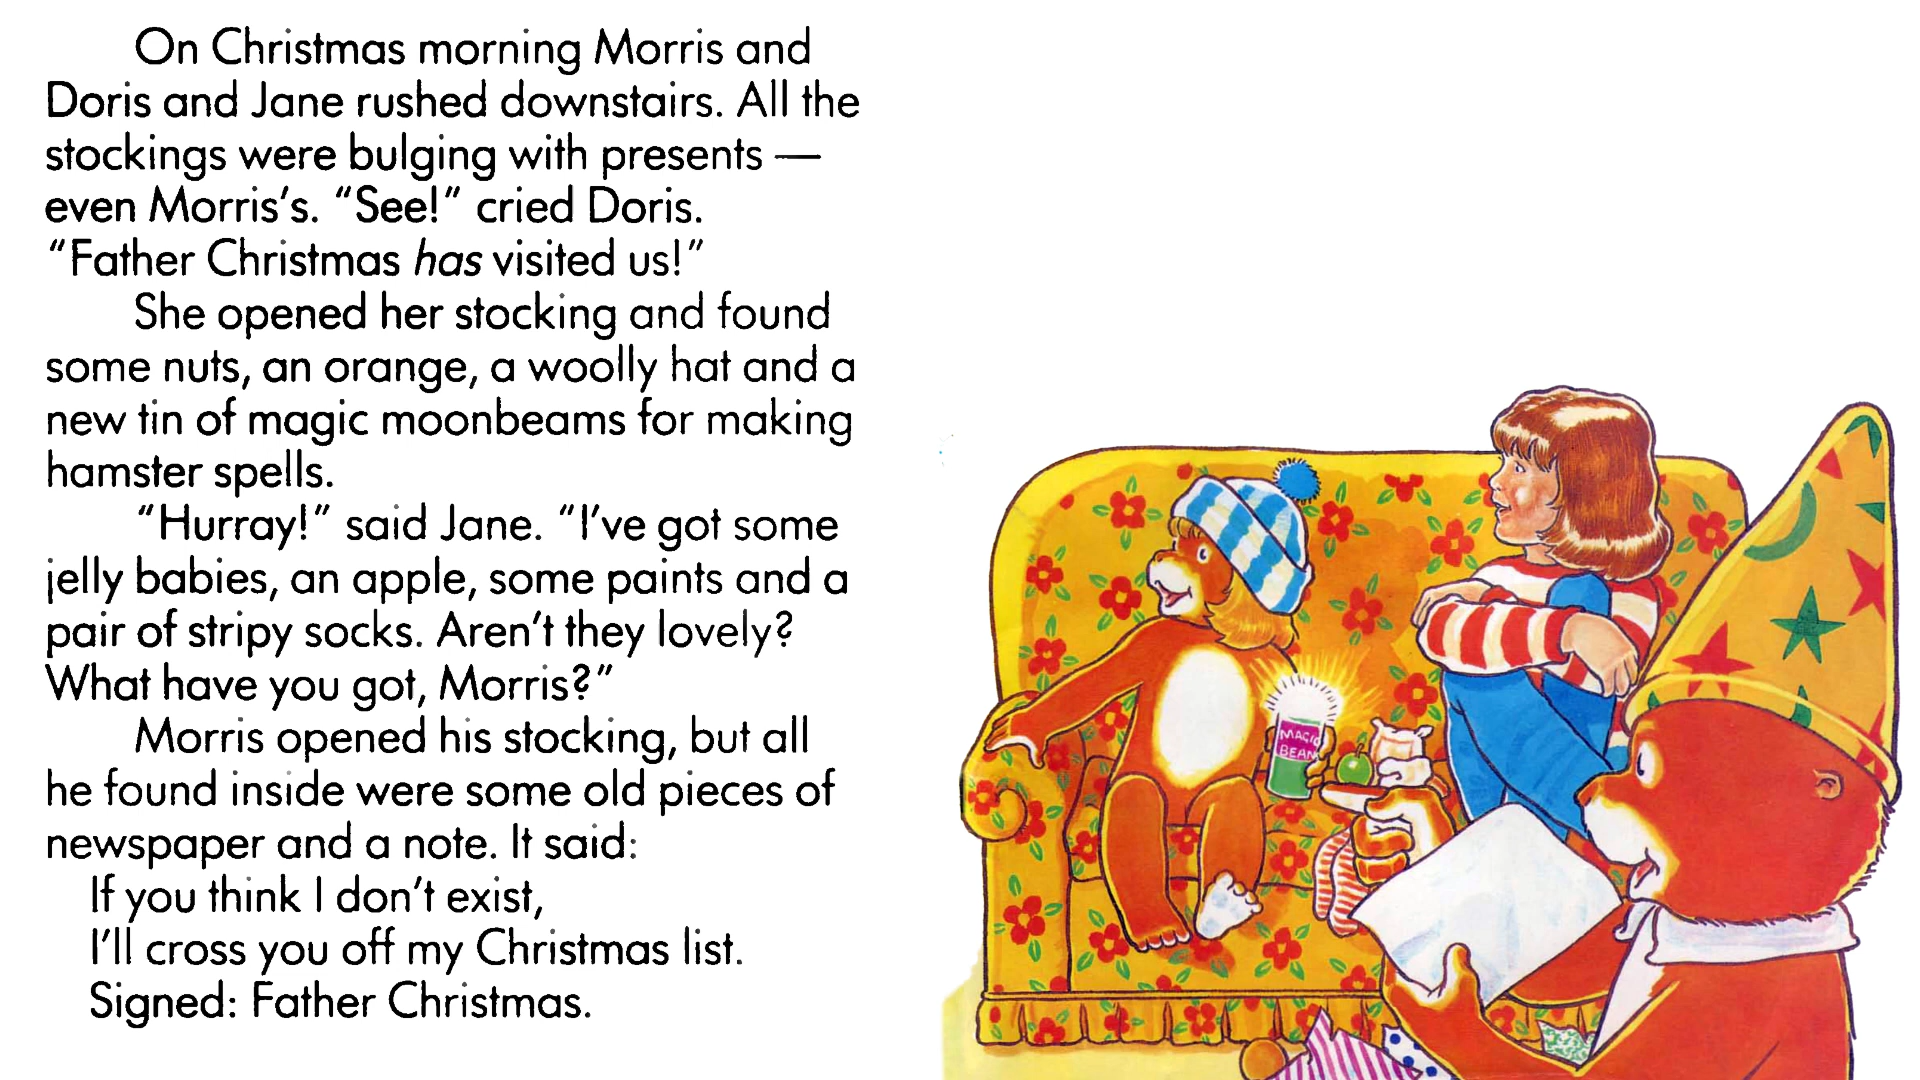 On Christmas morning Morris and
Doris and Jane rushed downstairs. All the
stockings were bulging with presents —
even Morris's. "See!" cried Doris.
"Father Christmas has visited us!"
She opened her stocking and found
some nuts, an orange, a woolly hat and a
new tin of magic moonbeams for making
hamster spells.
"Hurray!" said Jane. "I've got some
jelly babies, an apple, some paints and a
pair of stripy socks. Aren't they lovely?
What have you got, Morris?"
Morris opened his stocking, but all
he found inside were some old pieces of
newspaper and a note. It said:
If you think I don't exist,
I'll cross you off my Christmas list.
Signed: Father Christmas.
MAGIC
BEAM